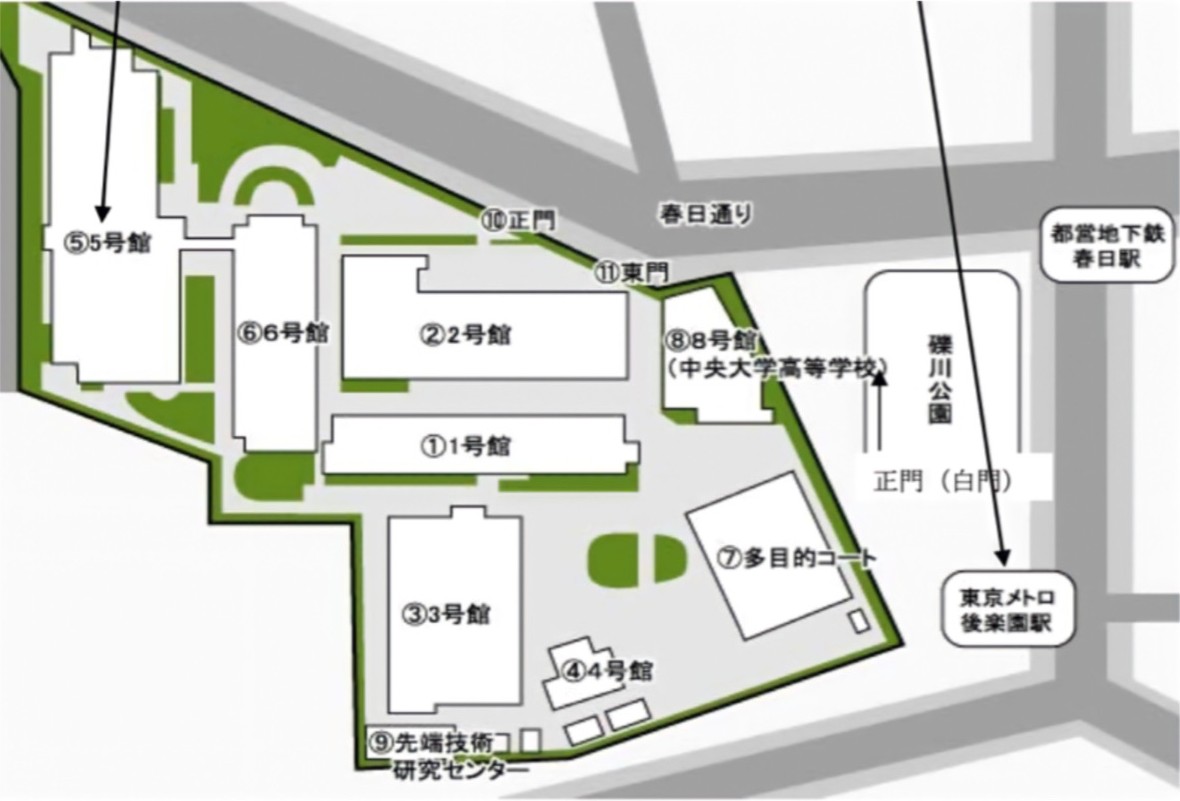 ⑩正門
春日通り
都営地下鉄
春日駅
⑤5号館
⑪東門
⑥6号館
②2号館
⑧8号館
(中央大学高等学校)
礫川公園
①1号館
正門（白門）
⑦多目的コート
東京メトロ
後楽園駅
③3号館
④4号館
⑨先端技術
研究センター